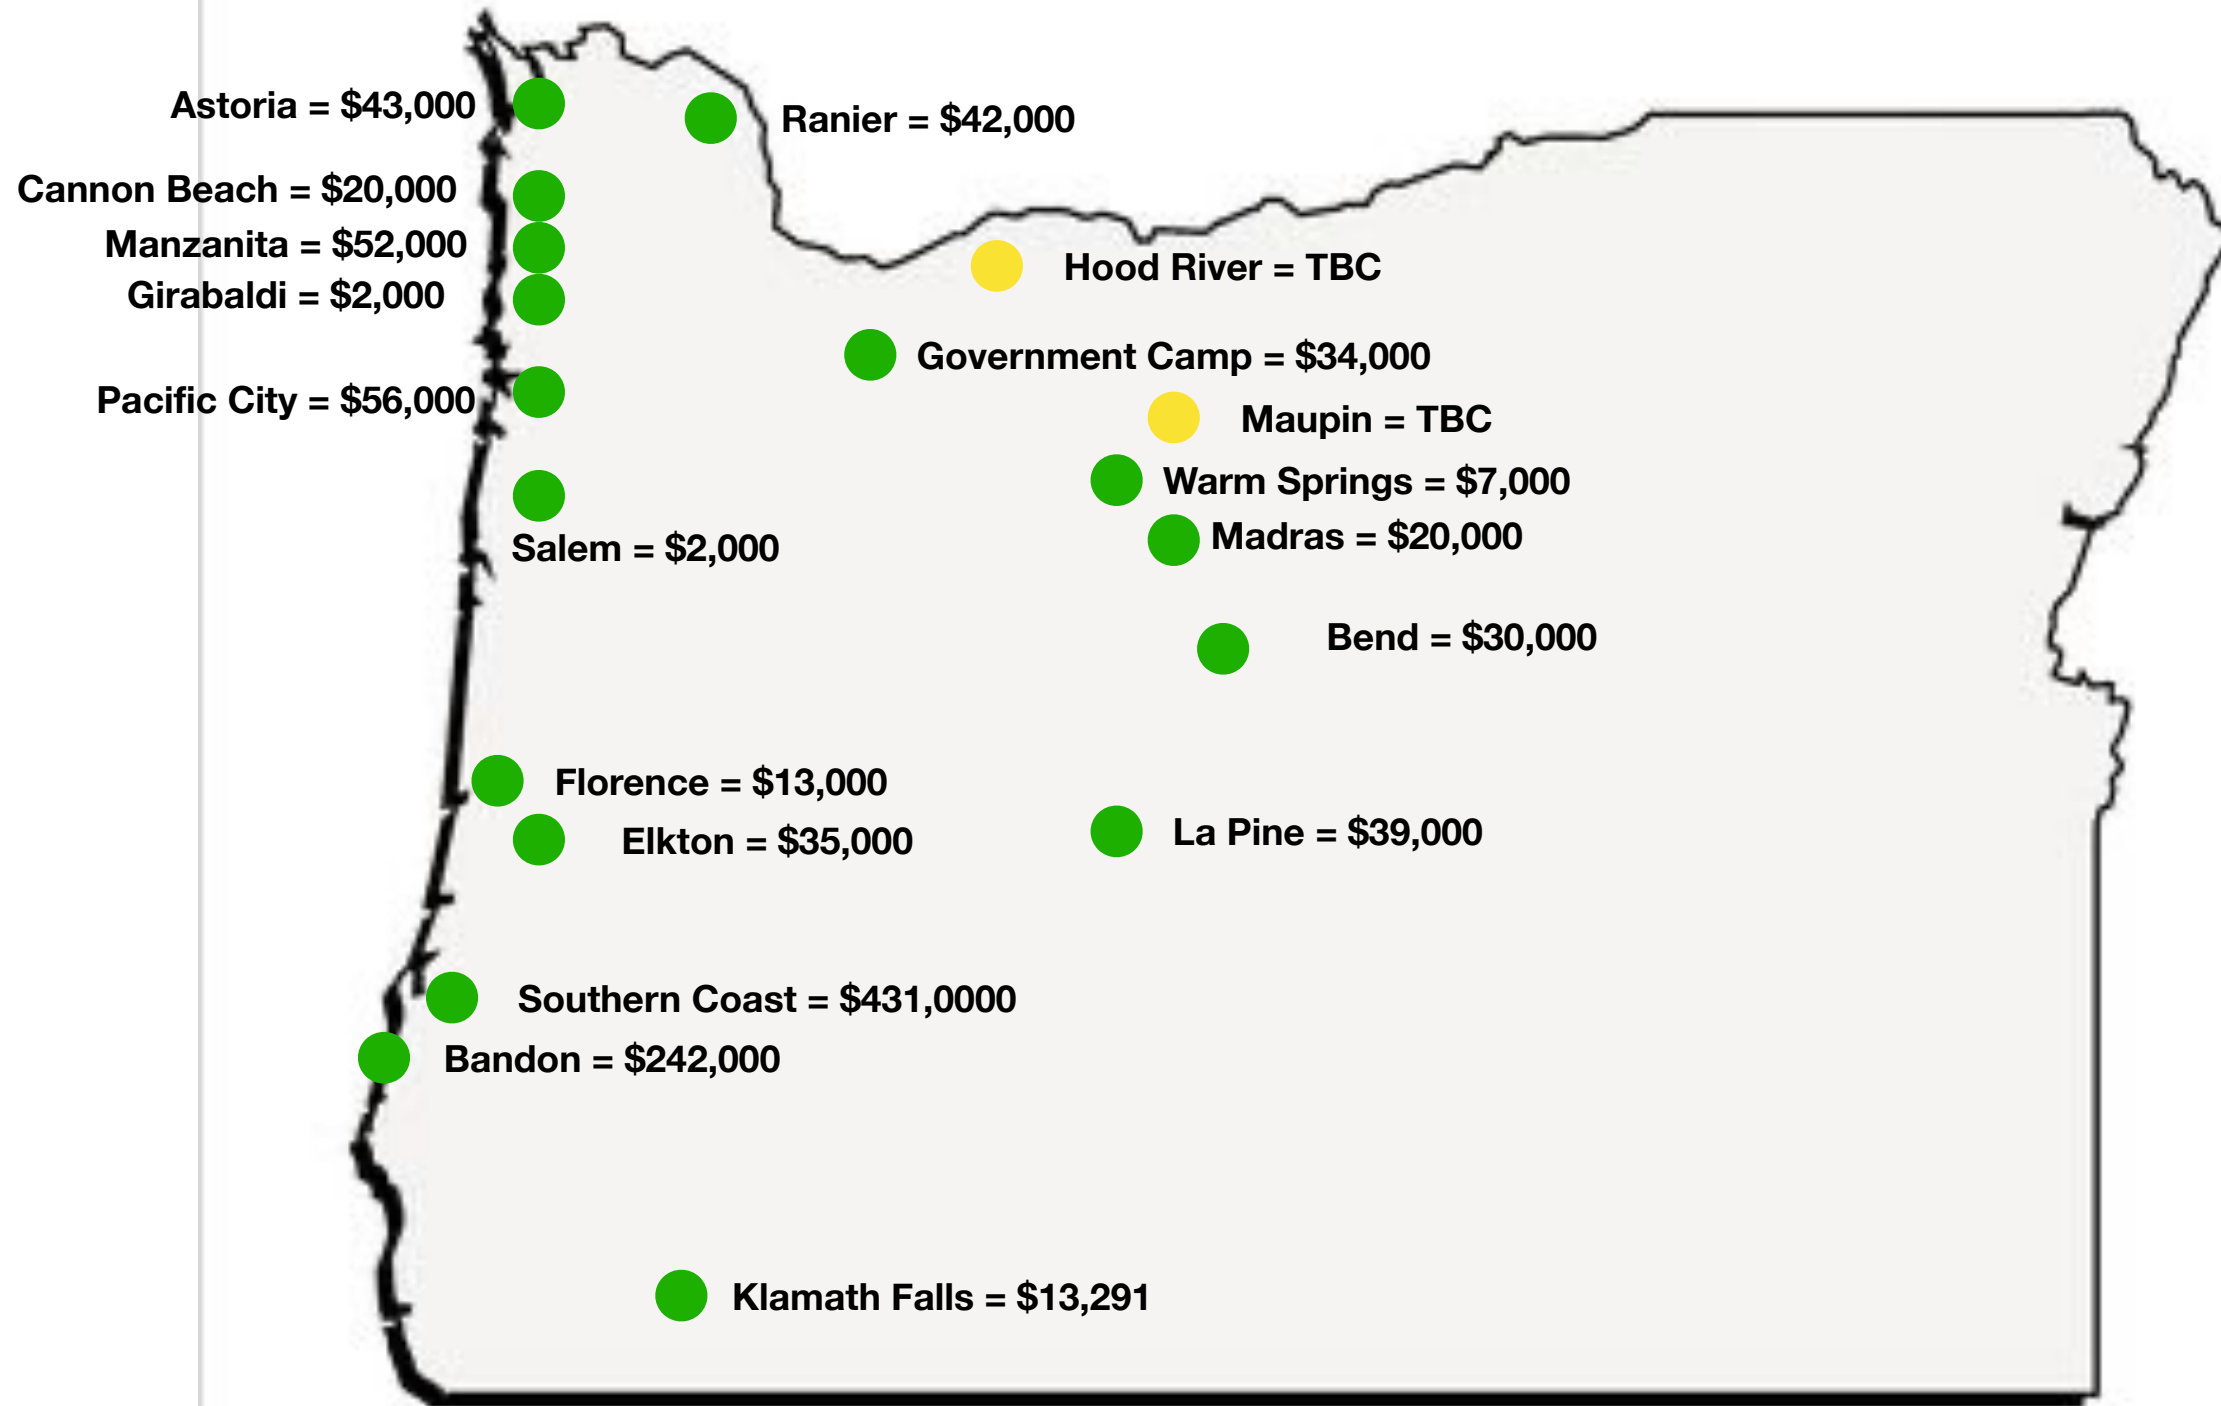 Astoria = $43,000
Ranier = $42,000
Cannon Beach = $20,000
Manzanita = $52,000
Girabaldi = $2,000
Hood River = TBC
Government Camp = $34,000
Pacific City = $56,000
Maupin = TBC
Warm Springs = $7,000
Madras = $20,000
Salem = $2,000
Bend = $30,000
Florence = $13,000
Elkton = $35,000
La Pine = $39,000
Southern Coast = $431,0000
Bandon = $242,000
Klamath Falls = $13,291